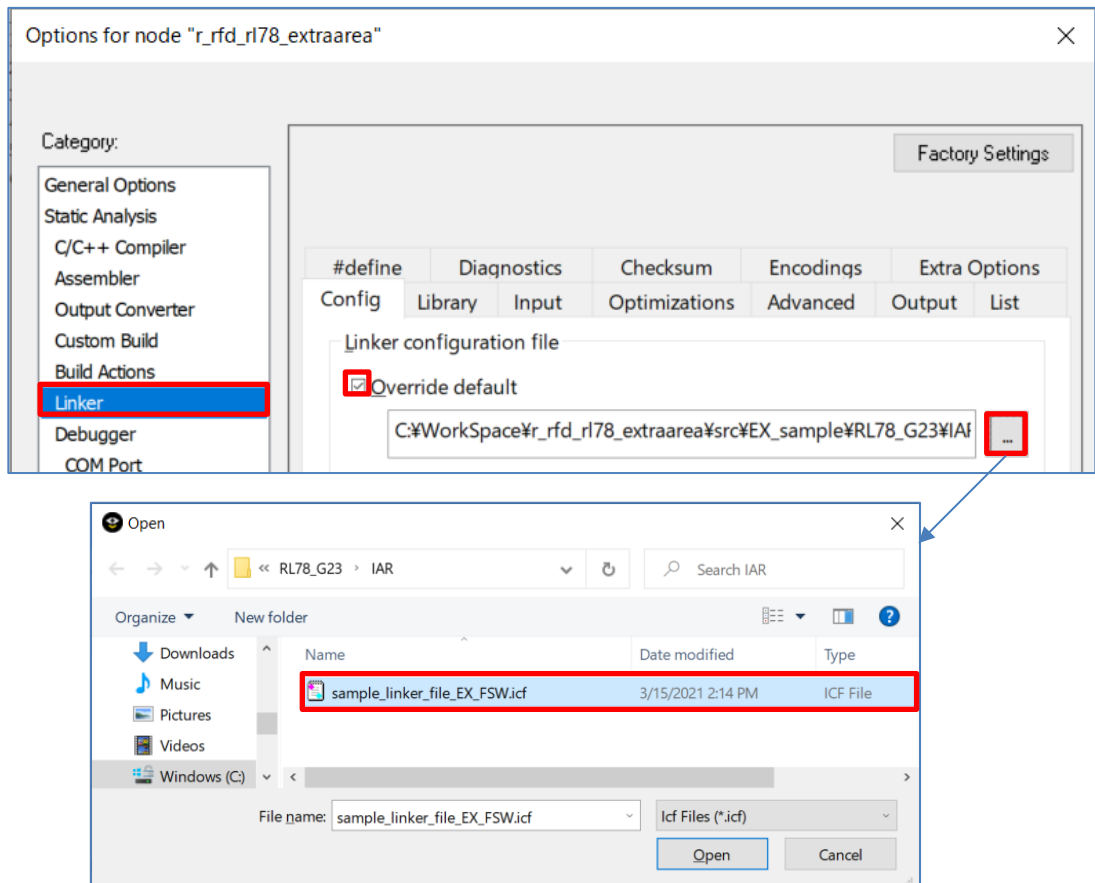 Options for node "r_rfd_rl78_extraarea"
Category:
Factory Settings
General Options
Static Analysis
C/C++ Compiler
Assembler
Output Converter
Custom Build
Build Actions
Linker
Debugger
COM Port
#define Diagnostics Checksum Encodings Extra Options
Config Library Input Optimizations Advanced Output List
Linker configuration file
Override default
C:¥WorkSpace¥r_rfd_rl78_extraarea¥src¥EX_sample¥RL78_G23¥IAR
...
Open
« RL78_G23 › IAR
Search IAR
Organize New folder
Downloads
Music
Pictures
Videos
Windows (C:)
Name Date modified Type
sample_linker_file_EX_FSW.icf 3/15/2021 2:14 PM ICF File
File name: sample_linker_file_EX_FSW.icf Icf Files (*.icf)
Open Cancel